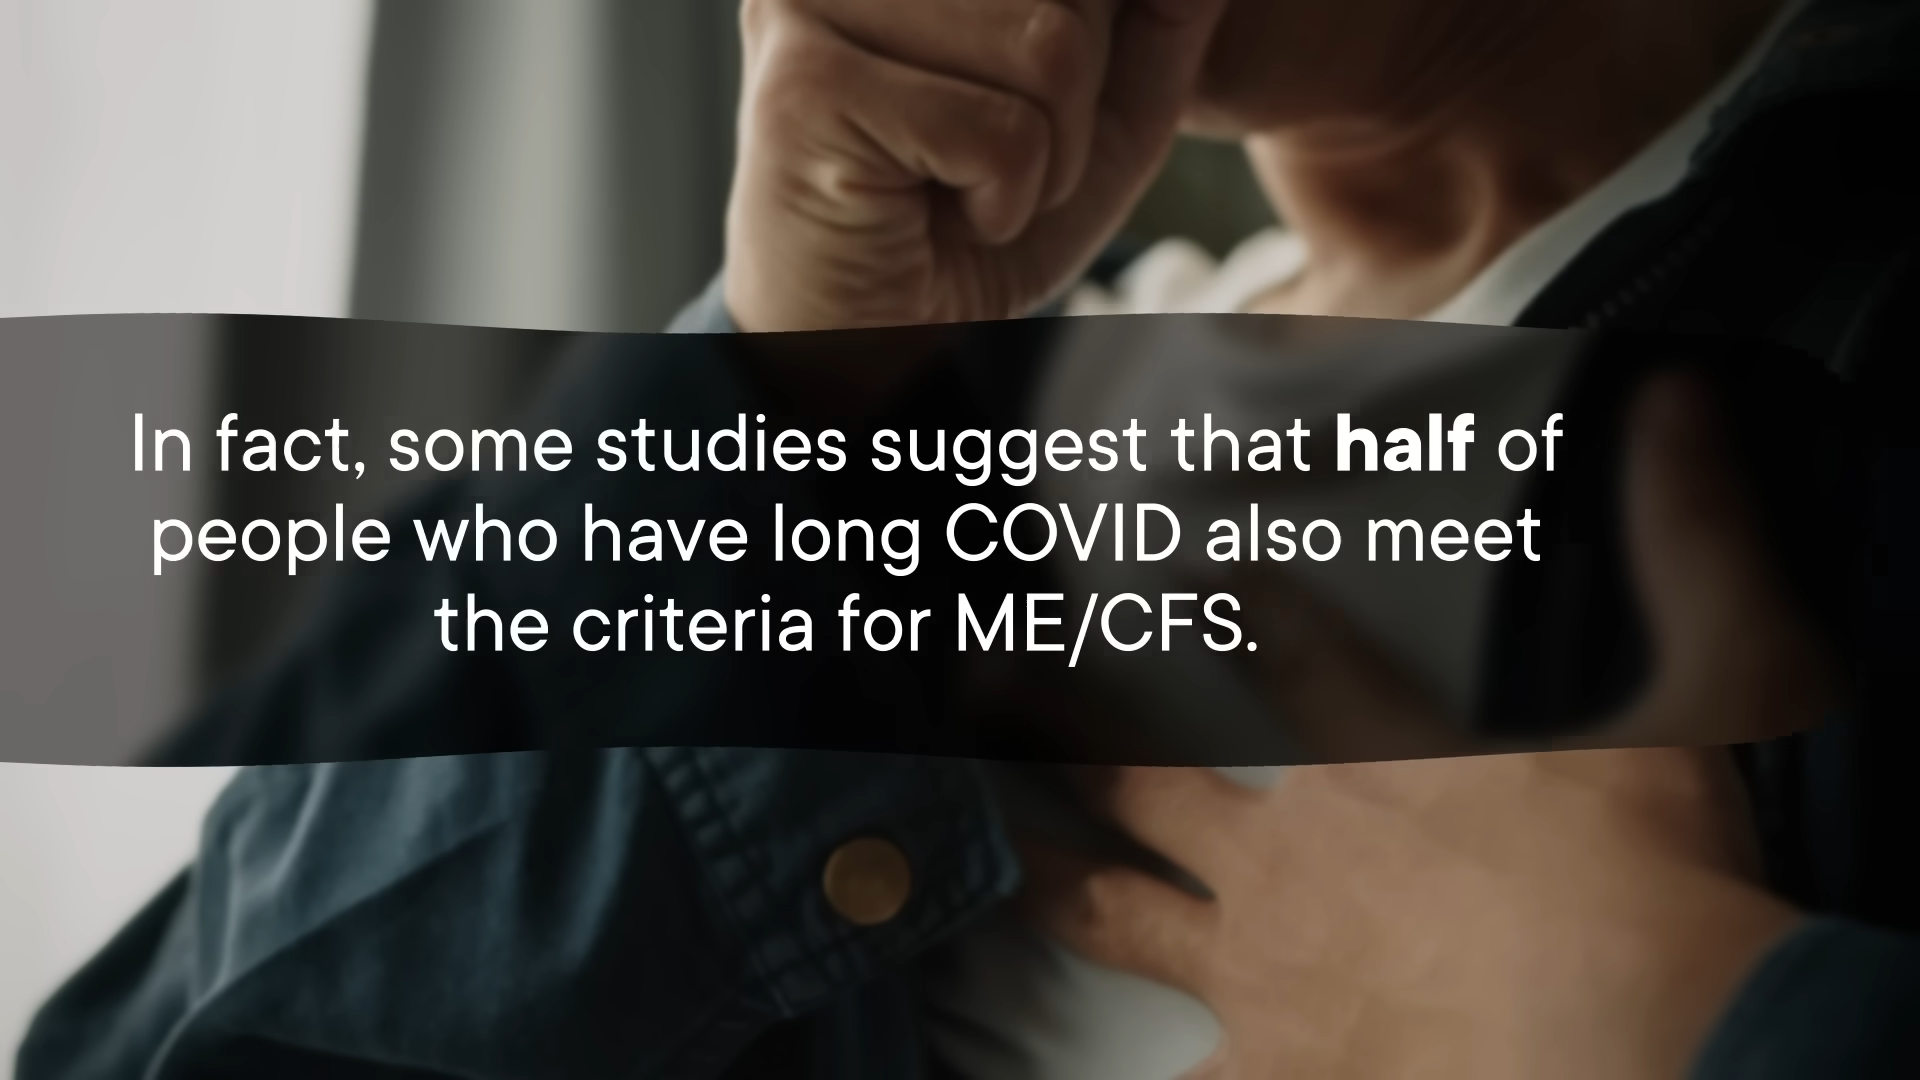 In fact, some studies suggest that half of
people who have long COVID also meet
the criteria for ME/CFS.